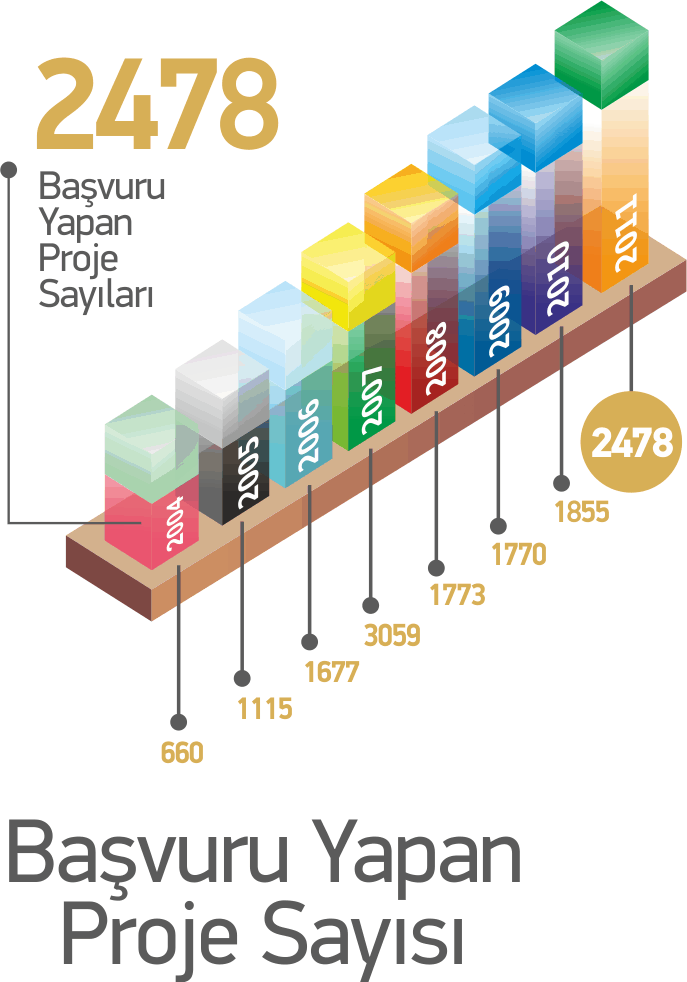 2478
Başvuru
Yapan
Proje
Sayıları
2004
2005
2006
2007
2008
2009
2010
2011
660
1115
1677
3059
1773
1770
1855
2478
Başvuru Yapan
Proje Sayısı